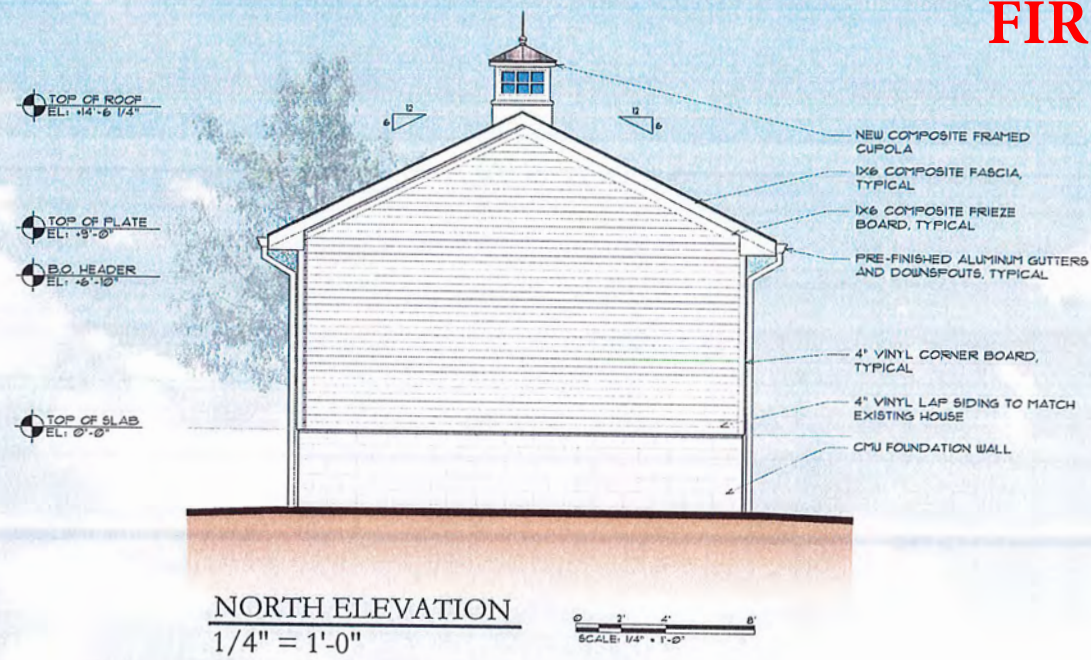 FIR
TOP OF ROOF
EL: +14'-6 1/4"
12
6
12
6
TOP OF PLATE
EL: +9'-0"
B.O. HEADER
EL: +6'-10"
TOP OF SLAB
EL: 0'-0"
NEW COMPOSITE FRAMED
CUPOLA
1X6 COMPOSITE FASCIA,
TYPICAL
1X6 COMPOSITE FRIEZE
BOARD, TYPICAL
PRE-FINISHED ALUMINUM GUTTERS
AND DOWNSPOUTS, TYPICAL
4" VINYL CORNER BOARD,
TYPICAL
4" VINYL LAP SIDING TO MATCH
EXISTING HOUSE
CMU FOUNDATION WALL
NORTH ELEVATION
1/4" = 1'-0"
0 2' 4' 8'
SCALE: 1/4" = 1'-0"